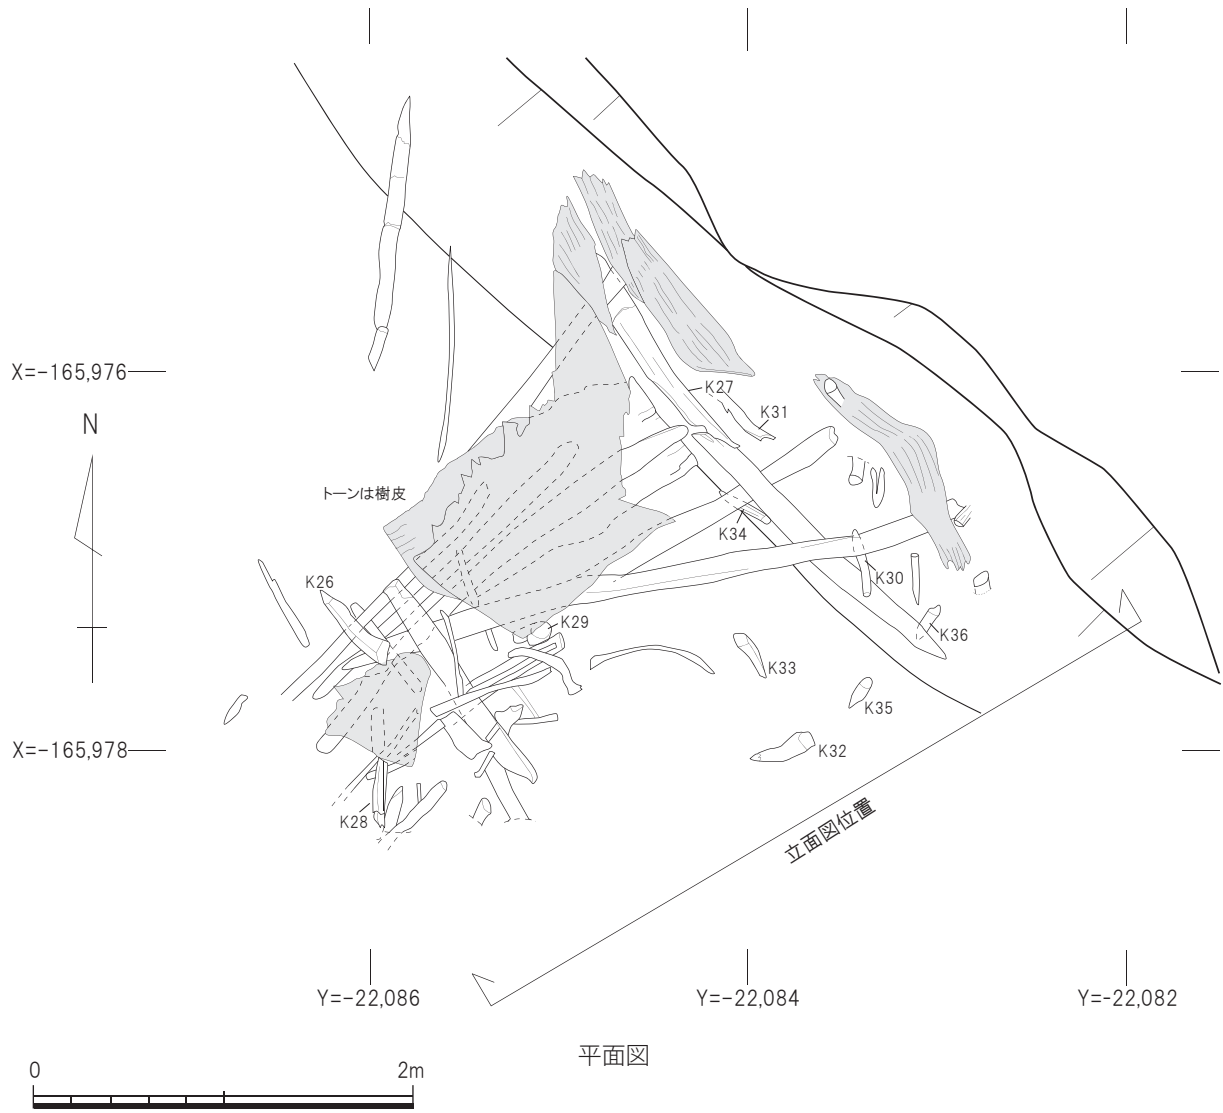 X=-165,976
N
K27
K31
トーンは樹皮
K34
K26
K30
K29
K36
K33
K35
X=-165,978
K32
K28
立面図位置
Y=-22,086
Y=-22,084
Y=-22,082
平面図
0
2m